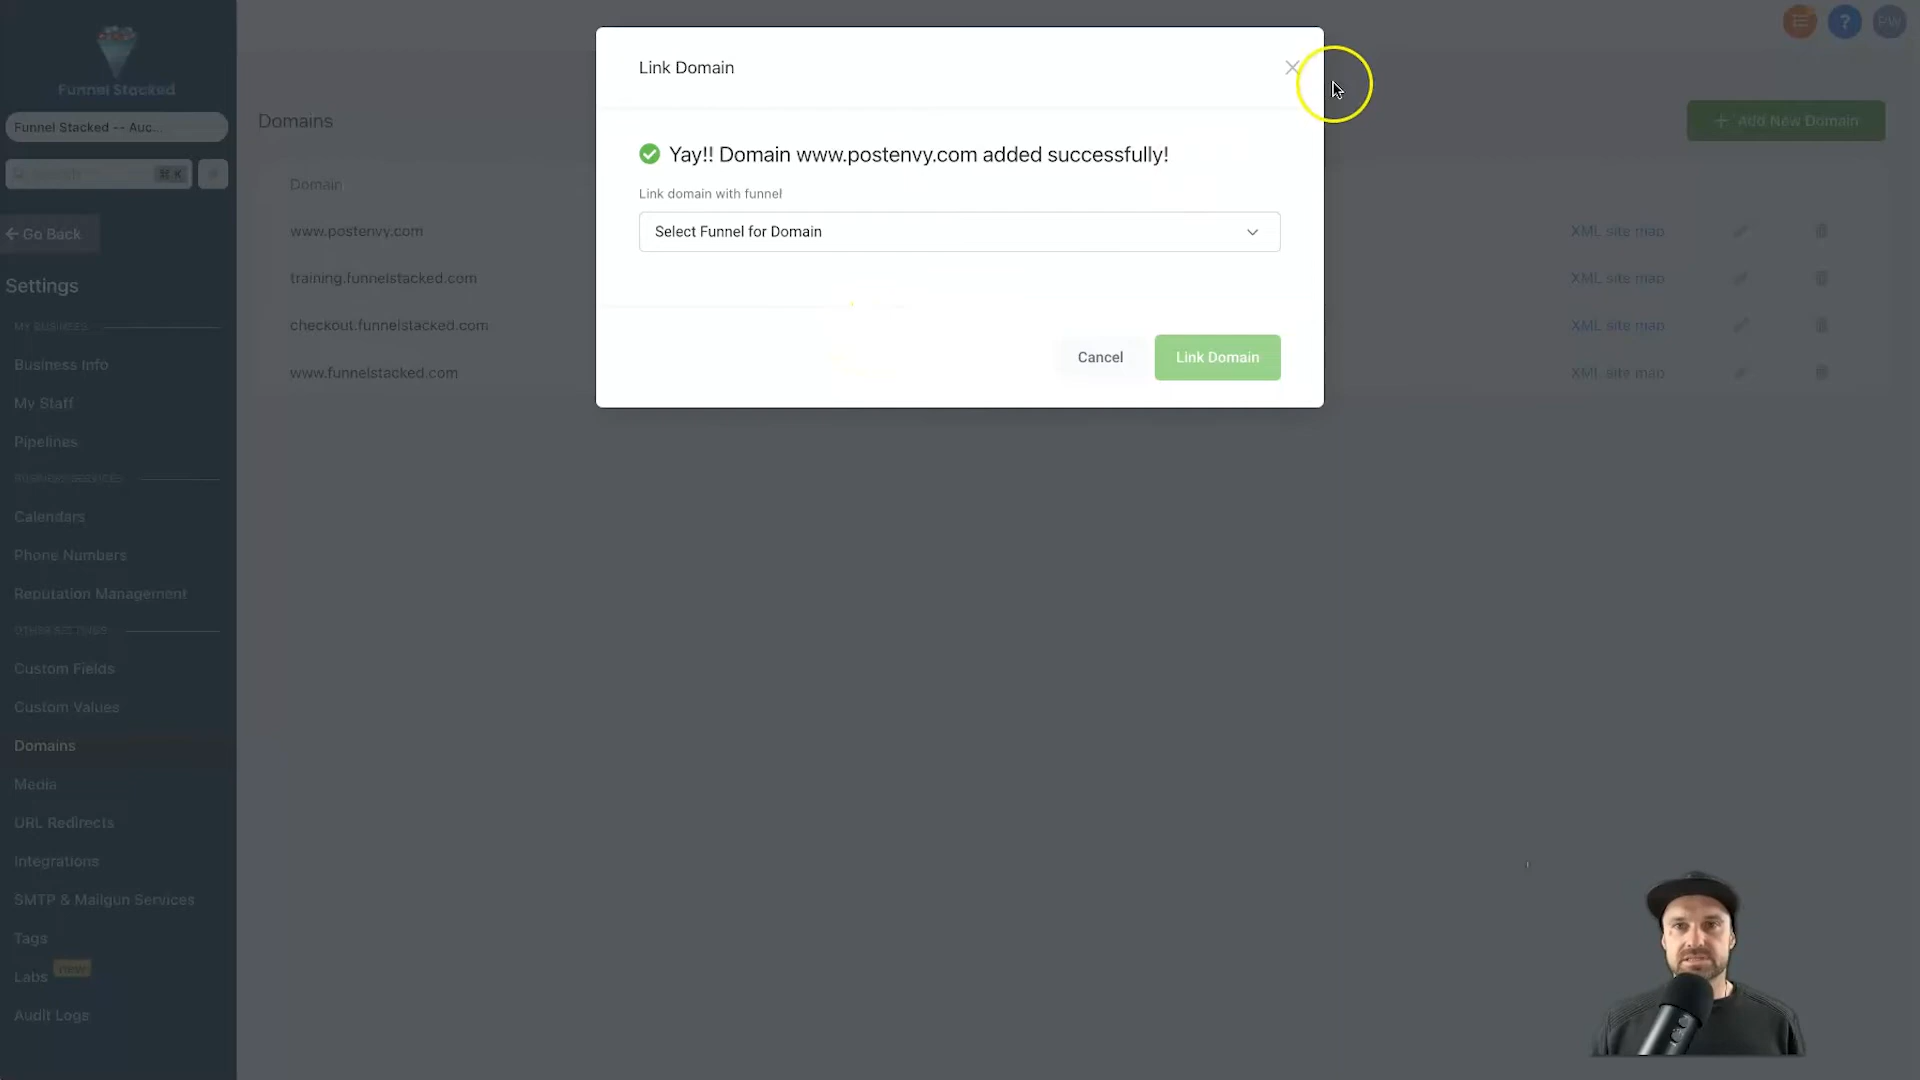 Funnel Stacked
Funnel Stacked -- Auc...
Search
⌘ K
Go Back
Settings
MY BUSINESS
Business Info
My Staff
Pipelines
BUSINESS SERVICES
Calendars
Phone Numbers
Reputation Management
OTHER SETTINGS
Custom Fields
Custom Values
Domains
Media
URL Redirects
Integrations
SMTP & Mailgun Services
Tags
Labs new
Audit Logs
? PW
Domains
+ Add New Domain
Domain
www.postenvy.com XML site map
training.funnelstacked.com XML site map
checkout.funnelstacked.com XML site map
www.funnelstacked.com XML site map
Link Domain
Yay!! Domain www.postenvy.com added successfully!
Link domain with funnel
Select Funnel for Domain
Cancel Link Domain